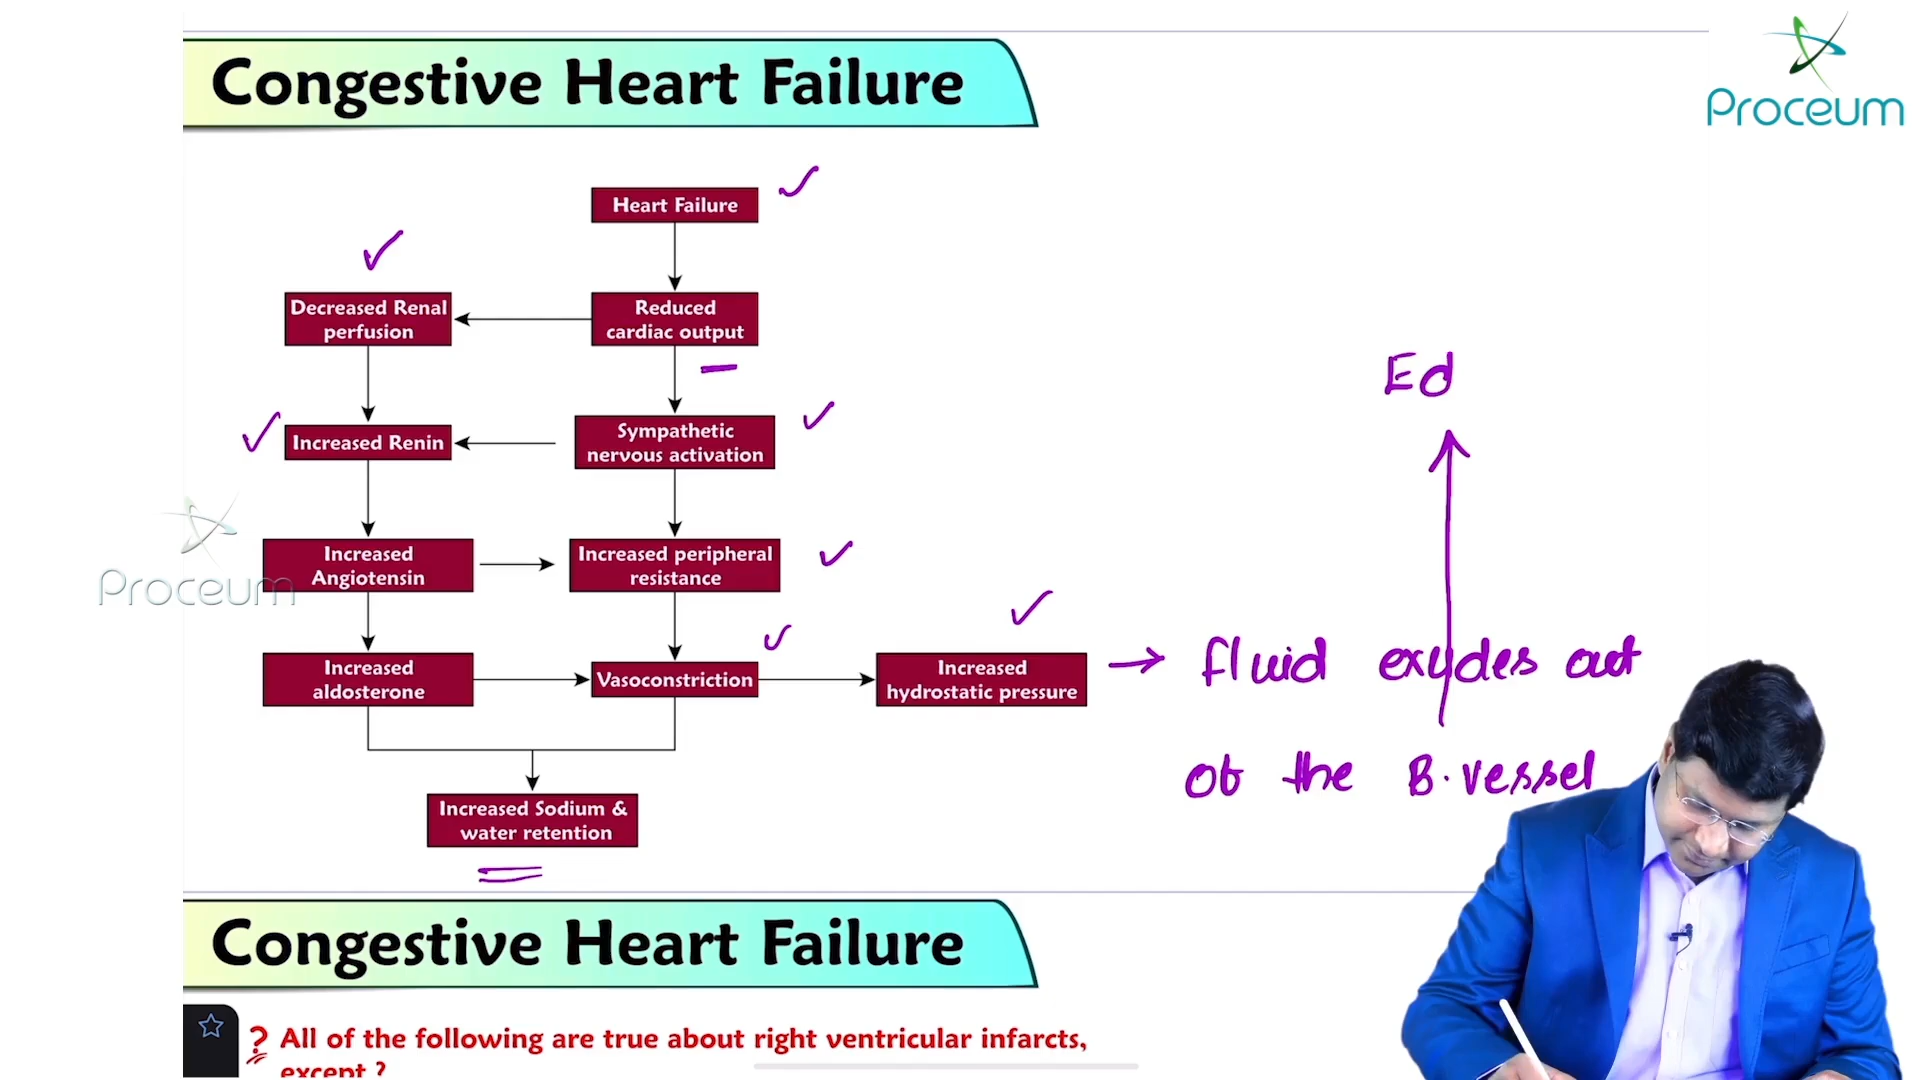 Congestive Heart Failure
Proceum
Heart Failure
Decreased Renal
perfusion
Reduced
cardiac output
Ed
Increased Renin
Sympathetic
nervous activation
Proceum
Increased
Angiotensin
Increased peripheral
resistance
Increased
aldosterone
Vasoconstriction
Increased
hydrostatic pressure
fluid exudes out
of the B.vessel
Increased Sodium &
water retention
Congestive Heart Failure
? All of the following are true about right ventricular infarcts,
except ?